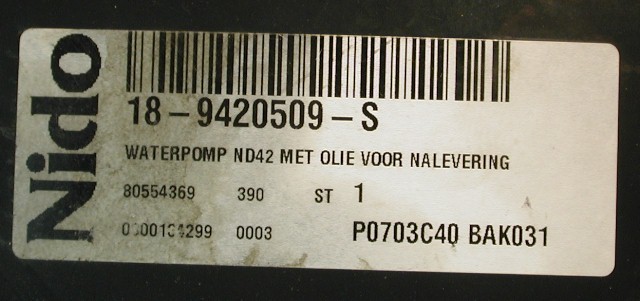 Nido
18-9420509-S
WATERPOMP ND42 MET OLIE VOOR NALEVERING
80554369 390 ST 1
0003 P0703C40 BAK031